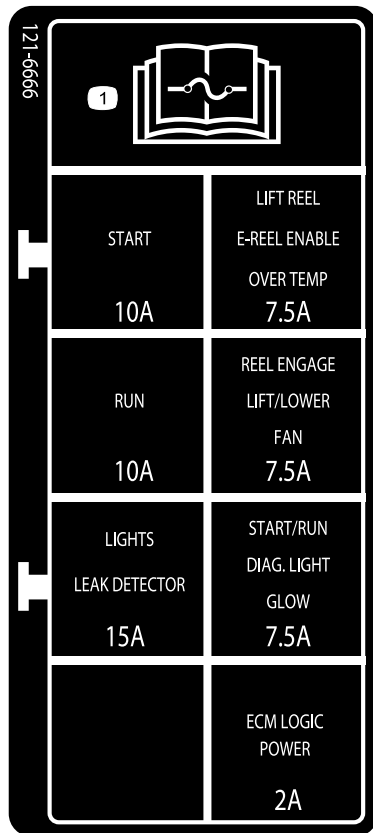 121-6666
1
START
10A
LIFT REEL
E-REEL ENABLE
OVER TEMP
7.5A
RUN
10A
REEL ENGAGE
LIFT/LOWER
FAN
7.5A
LIGHTS
LEAK DETECTOR
15A
START/RUN
DIAG. LIGHT
GLOW
7.5A
ECM LOGIC
POWER
2A